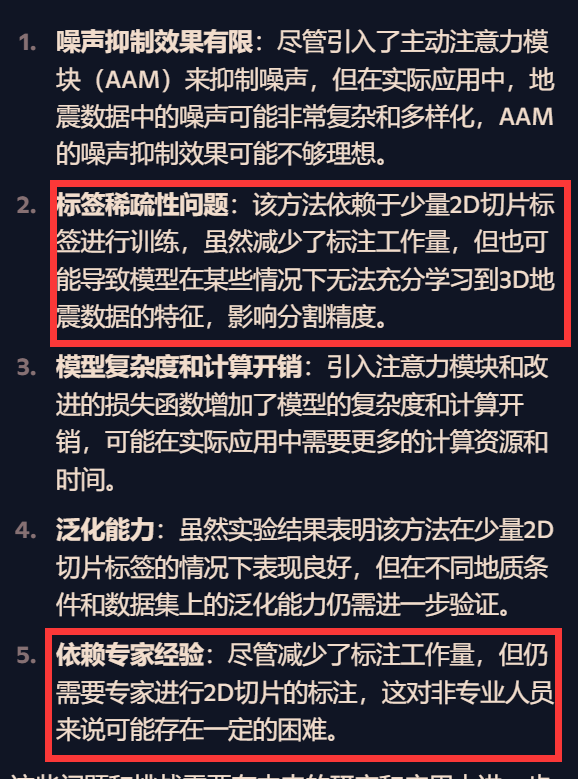 1. 噪声抑制效果有限：尽管引入了主动注意力模
块（AAM）来抑制噪声，但在实际应用中，地
震数据中的噪声可能非常复杂和多样化，AAM
的噪声抑制效果可能不够理想。
2. 标签稀疏性问题：该方法依赖于少量2D切片标
签进行训练，虽然减少了标注工作量，但也可
能导致模型在某些情况下无法充分学习到3D地
震数据的特征，影响分割精度。
3. 模型复杂度和计算开销：引入注意力模块和改
进的损失函数增加了模型的复杂度和计算开
销，可能在实际应用中需要更多的计算资源和
时间。
4. 泛化能力：虽然实验结果表明该方法在少量2D
切片标签的情况下表现良好，但在不同地质条
件和数据集上的泛化能力仍需进一步验证。
5. 依赖专家经验：尽管减少了标注工作量，但仍
需要专家进行2D切片的标注，这对非专业人员
来说可能存在一定的困难。